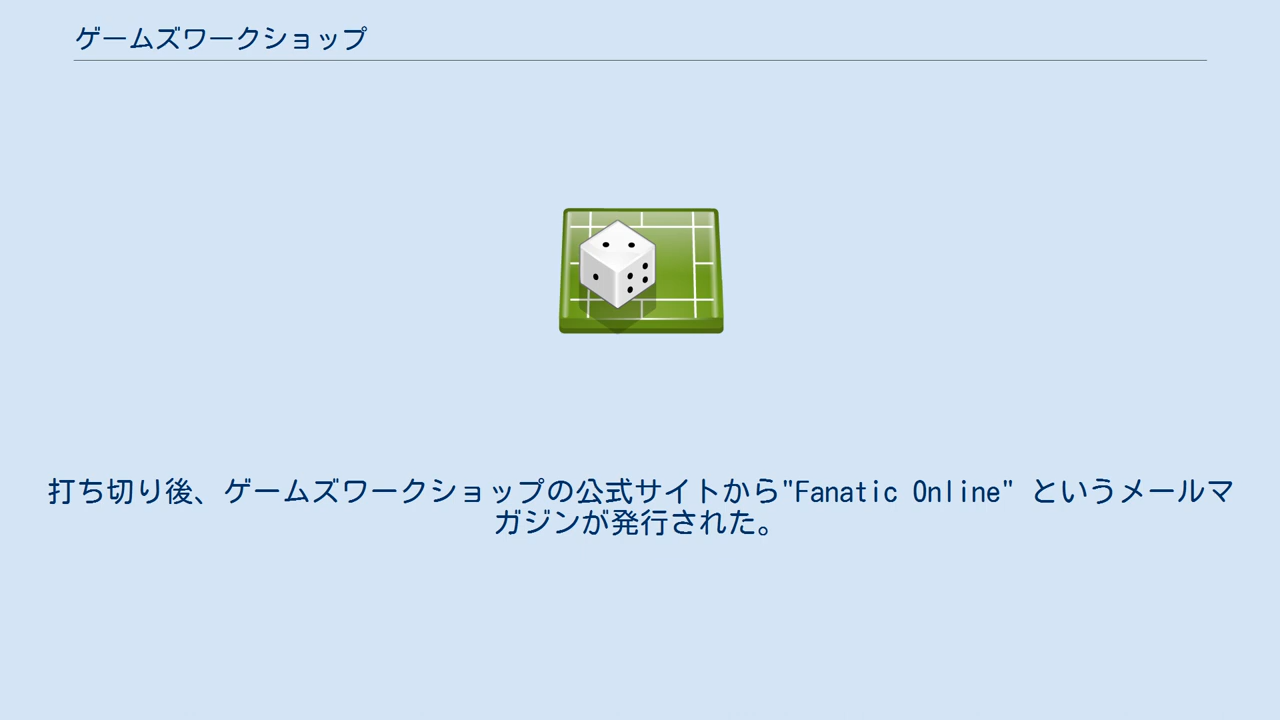 ゲームズワークショップ
打ち切り後、ゲームズワークショップの公式サイトから"Fanatic Online" というメールマ
ガジンが発行された。